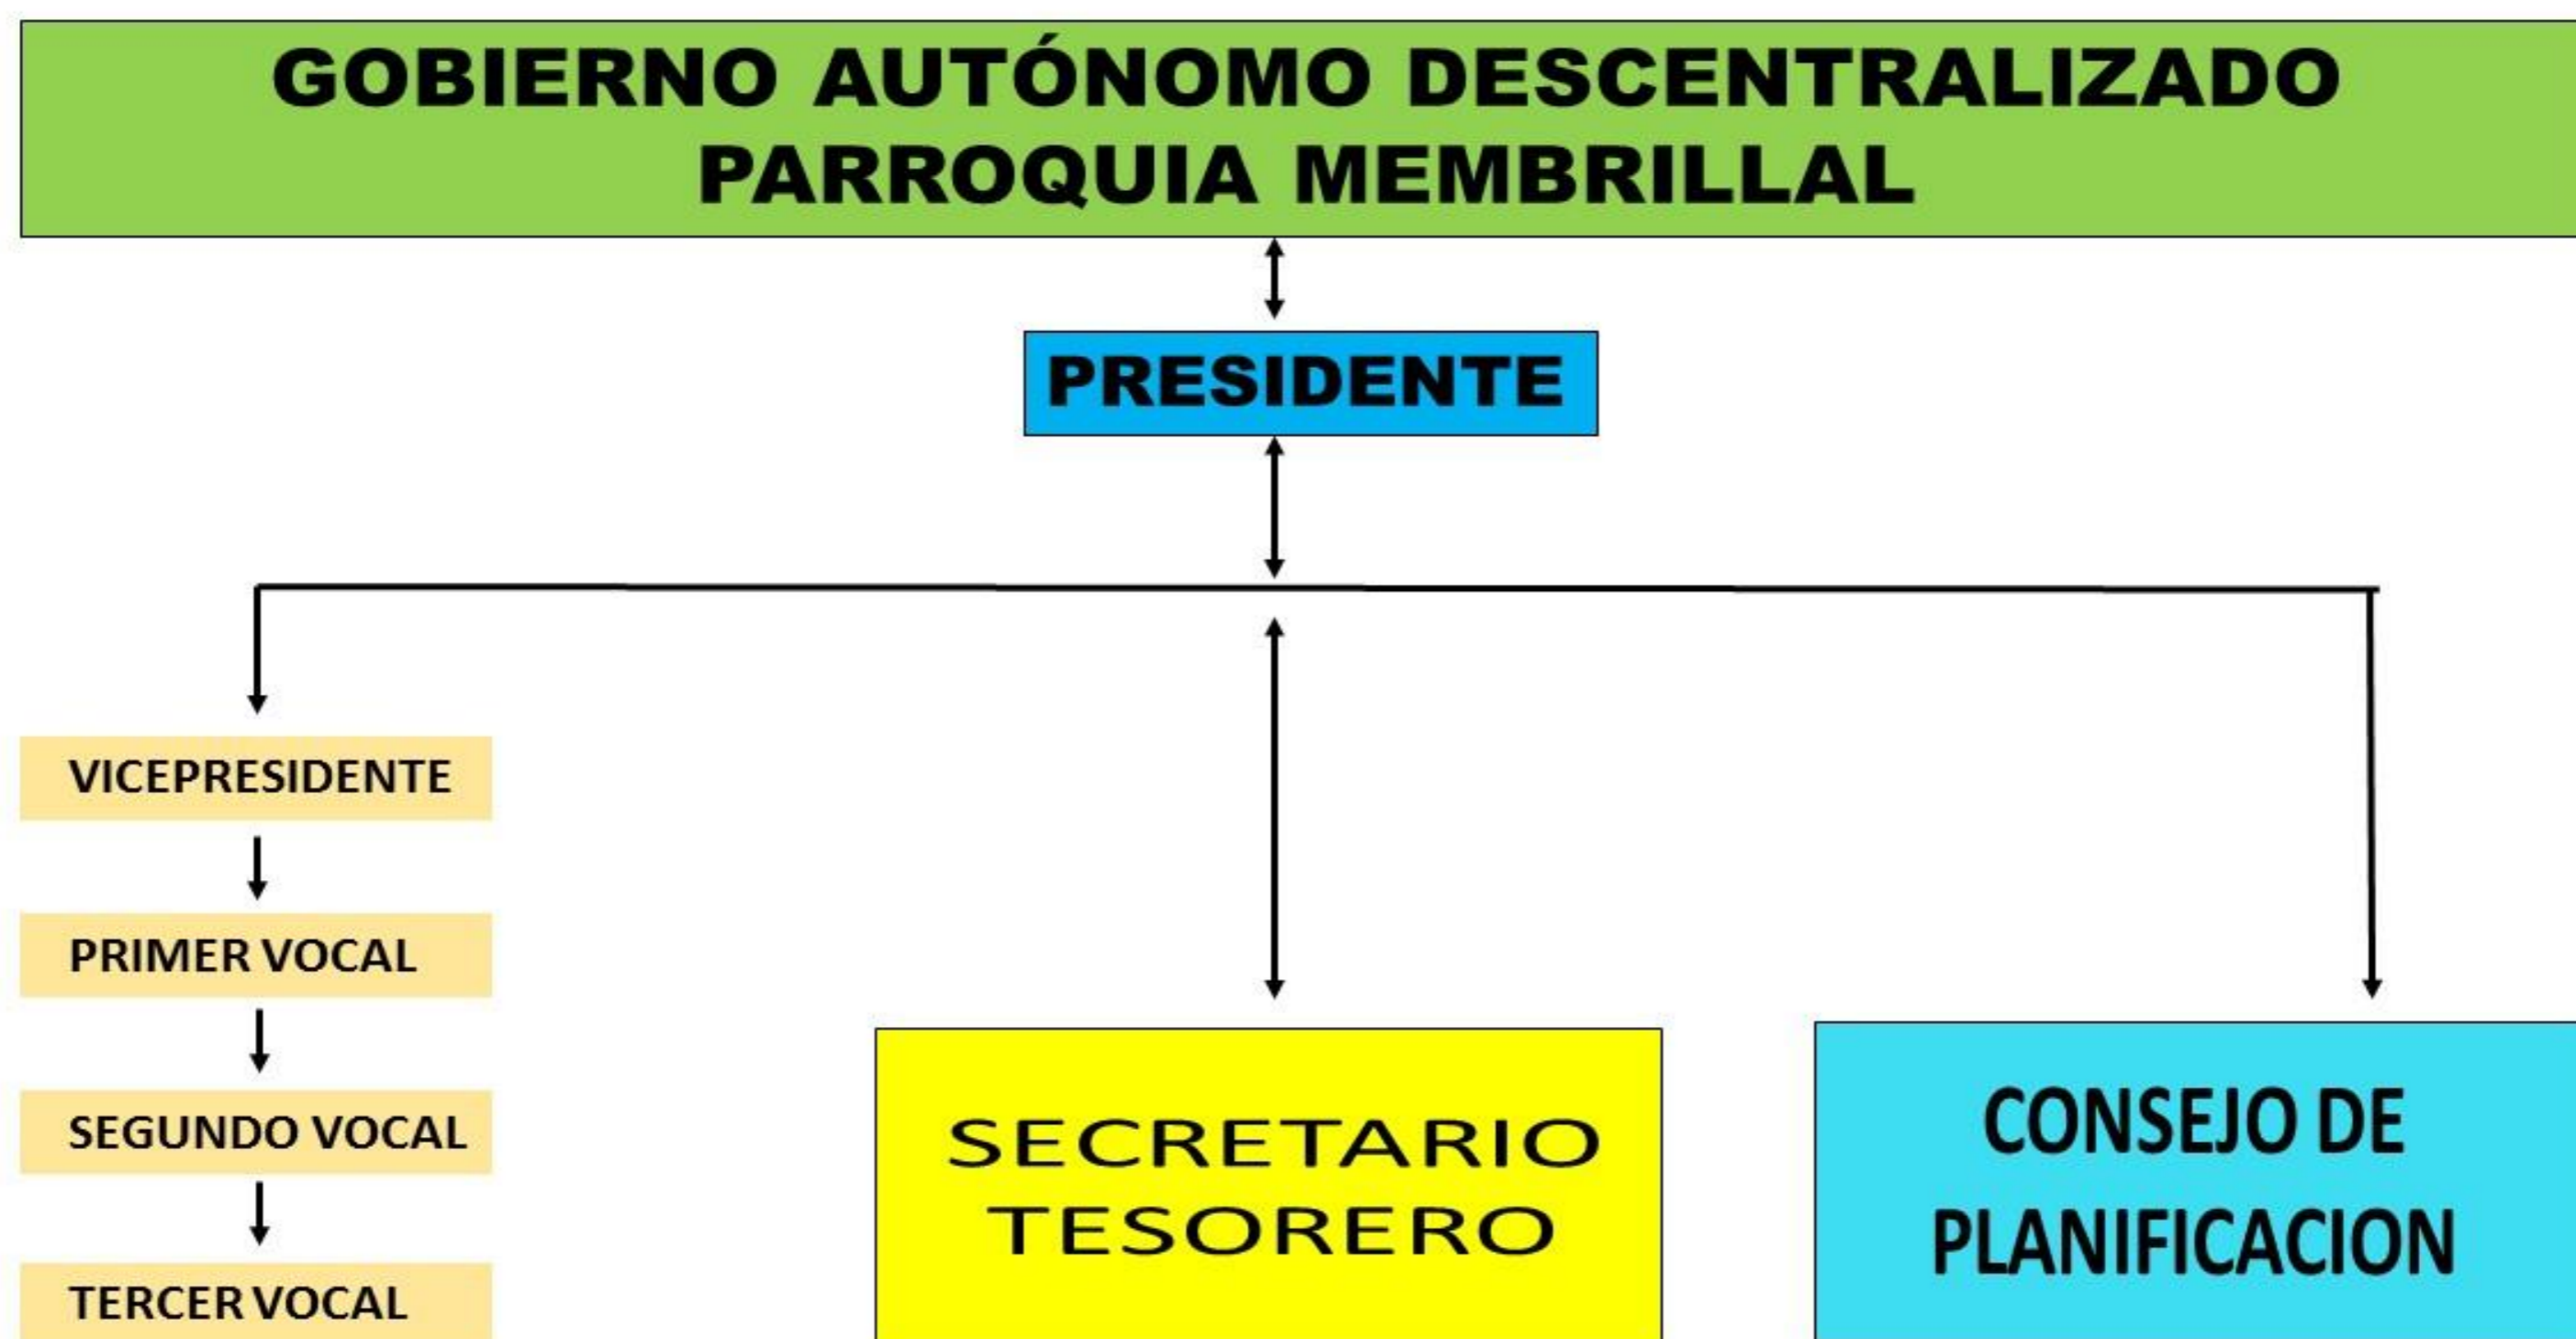 GOBIERNO AUTÓNOMO DESCENTRALIZADO
PARROQUIA MEMBRILLAL
PRESIDENTE
VICEPRESIDENTE
PRIMER VOCAL
SEGUNDO VOCAL
TERCER VOCAL
SECRETARIO
TESORERO
CONSEJO DE
PLANIFICACION